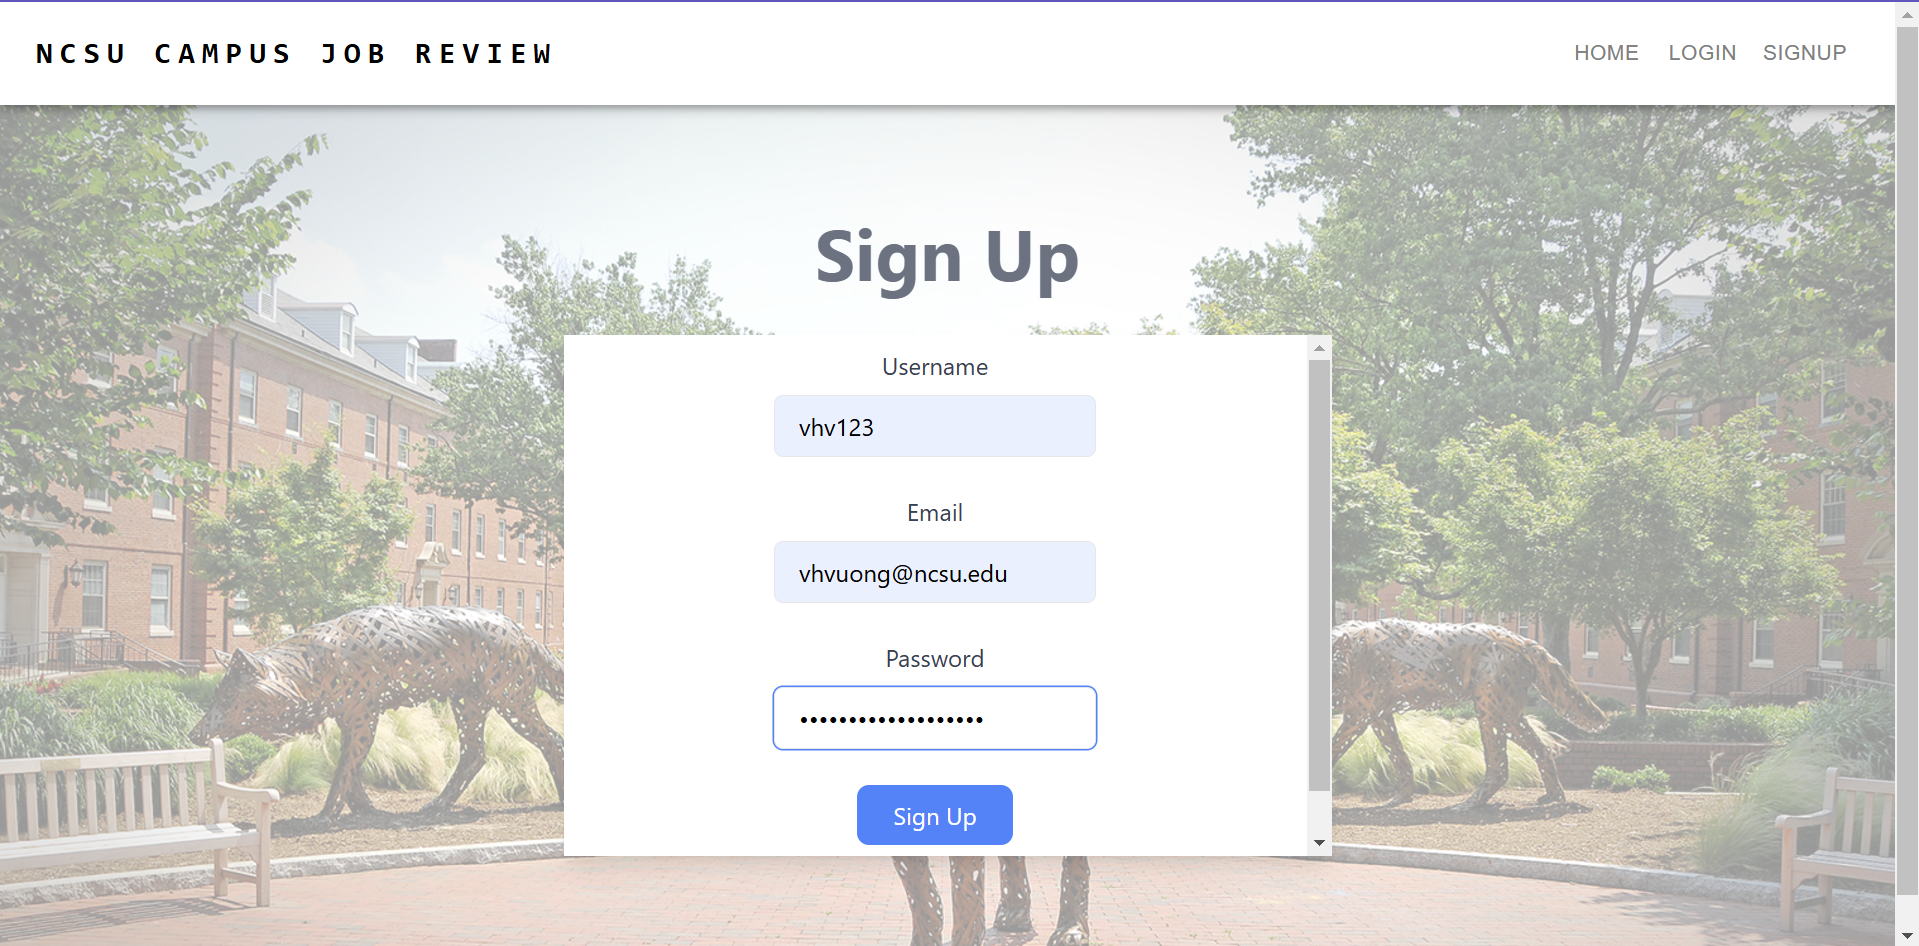 NCSU CAMPUS JOB REVIEW
HOME LOGIN SIGNUP
Sign Up
Username
vhv123
Email
vhvuong@ncsu.edu
Password
•••••••••••••••••••
Sign Up